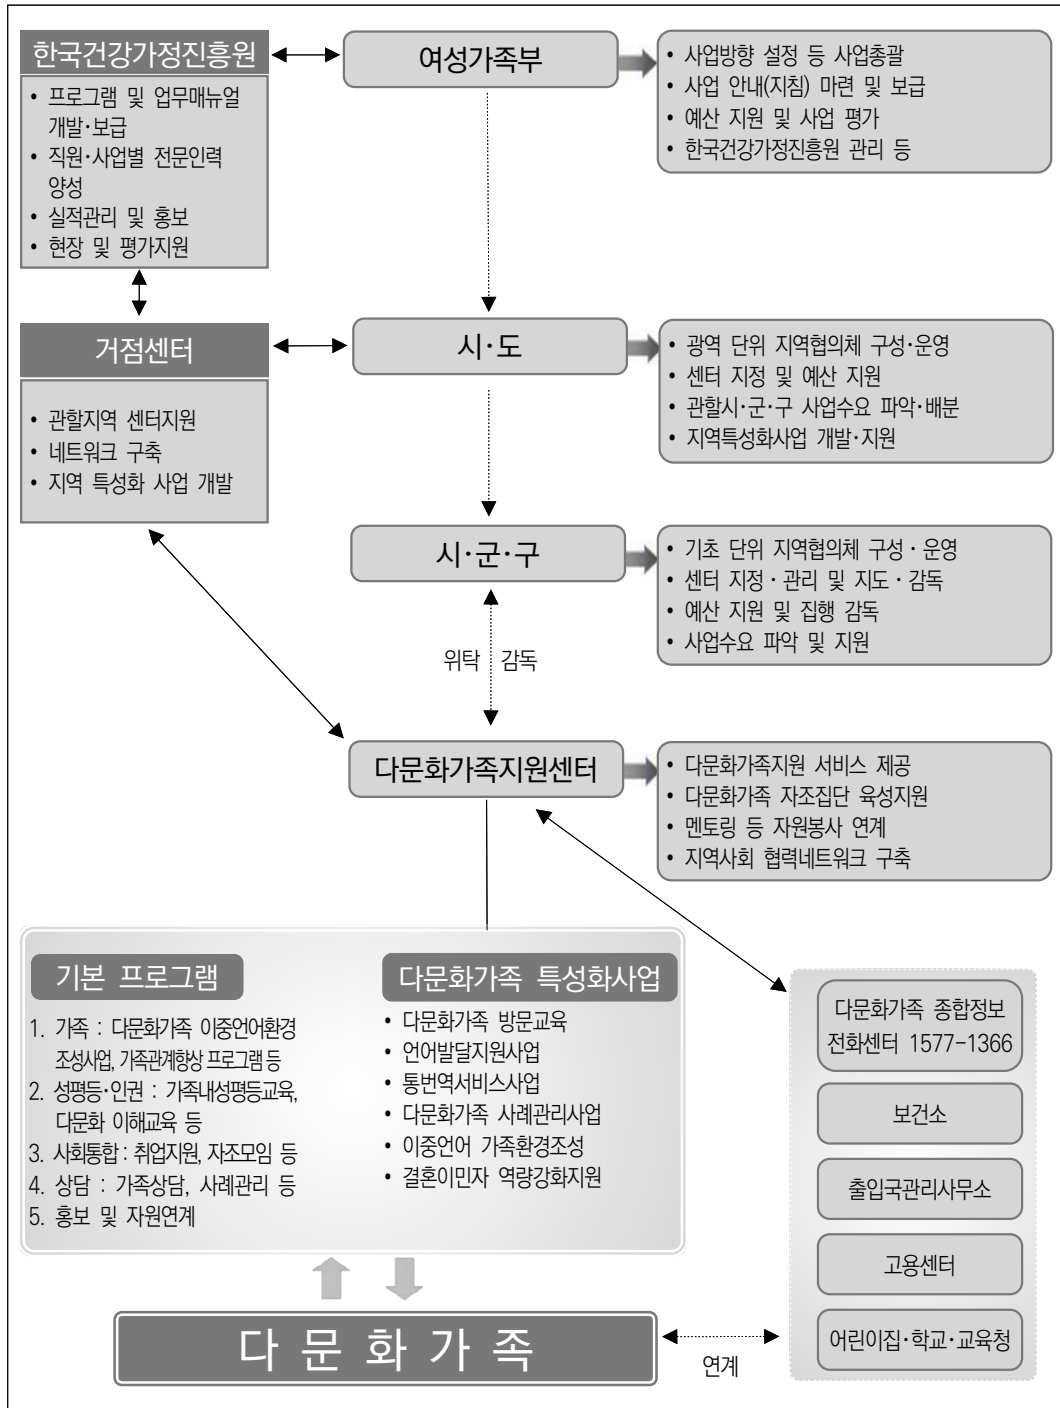 한국건강가정진흥원
• 프로그램 및 업무매뉴얼
개발·보급
• 직원·사업별 전문인력
양성
• 실적관리 및 홍보
• 현장 및 평가지원
여성가족부
• 사업방향 설정 등 사업총괄
• 사업 안내(지침) 마련 및 보급
• 예산 지원 및 사업 평가
• 한국건강가정진흥원 관리 등
거점센터
• 관할지역 센터지원
• 네트워크 구축
• 지역 특성화 사업 개발
시·도
• 광역 단위 지역협의체 구성·운영
• 센터 지정 및 예산 지원
• 관할시·군·구 사업수요 파악·배분
• 지역특성화사업 개발·지원
시·군·구
• 기초 단위 지역협의체 구성·운영
• 센터 지정·관리 및 지도·감독
• 예산 지원 및 집행 감독
• 사업수요 파악 및 지원
위탁 감독
다문화가족지원센터
• 다문화가족지원 서비스 제공
• 다문화가족 자조집단 육성지원
• 멘토링 등 자원봉사 연계
• 지역사회 협력네트워크 구축
기본 프로그램
1. 가족 : 다문화가족 이중언어환경
조성사업, 가족관계향상 프로그램 등
2. 성평등·인권 : 가족내성평등교육,
다문화 이해교육 등
3. 사회통합 : 취업지원, 자조모임 등
4. 상담 : 가족상담, 사례관리 등
5. 홍보 및 자원연계
다문화가족 특성화사업
• 다문화가족 방문교육
• 언어발달지원사업
• 통번역서비스사업
• 다문화가족 사례관리사업
• 이중언어 가족환경조성
• 결혼이민자 역량강화지원
다문화가족 종합정보
전화센터 1577-1366
보건소
출입국관리사무소
고용센터
어린이집·학교·교육청
다문화가족
연계